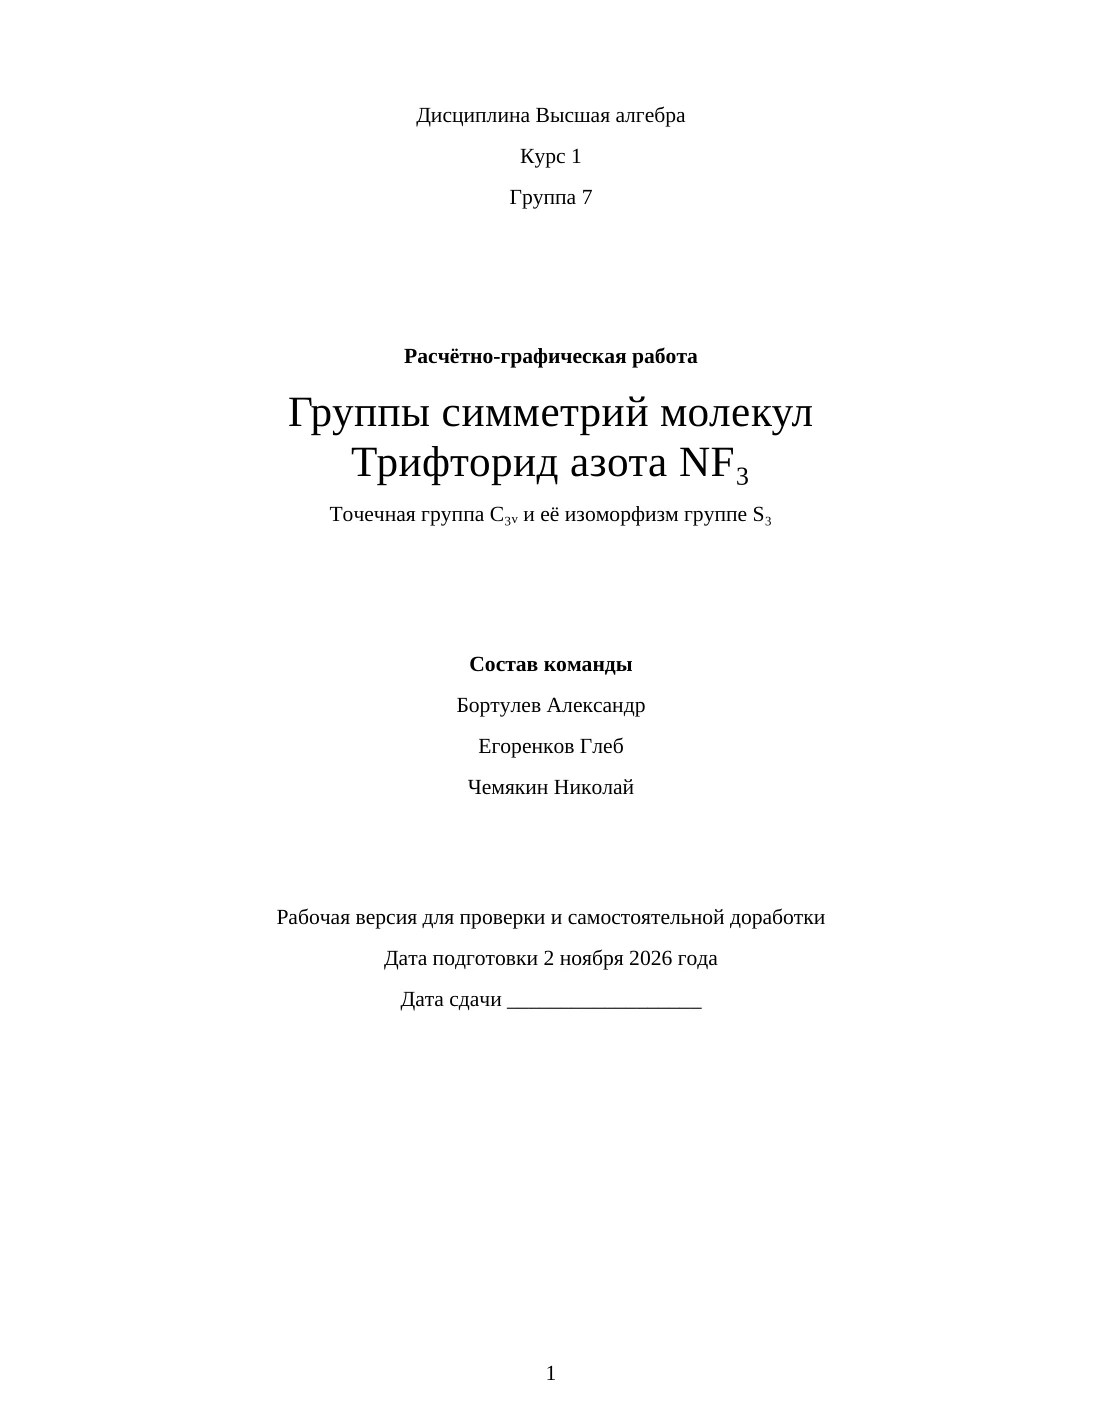 Дисциплина Высшая алгебра
Курс 1
Группа 7
Расчётно-графическая работа
Группы симметрий молекул
Трифторид азота NF₃
Точечная группа C₃ᵥ и её изоморфизм группе S₃
Состав команды
Бортулев Александр
Егоренков Глеб
Чемякин Николай
Рабочая версия для проверки и самостоятельной доработки
Дата подготовки 2 ноября 2026 года
Дата сдачи __________________
1